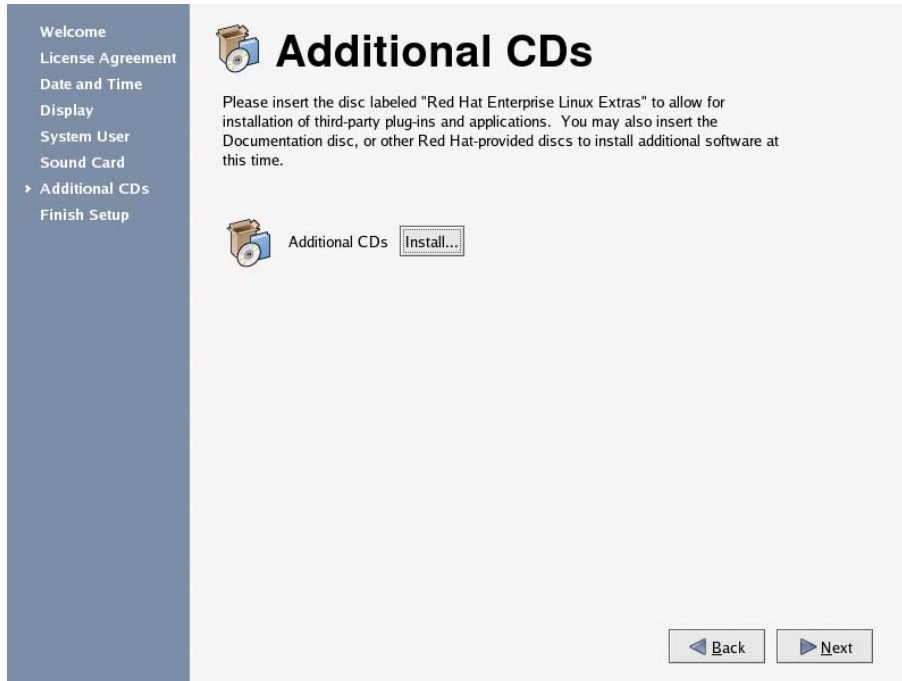 Welcome
License Agreement
Date and Time
Display
System User
Sound Card
Additional CDs
Finish Setup
Additional CDs
Please insert the disc labeled "Red Hat Enterprise Linux Extras" to allow for
installation of third-party plug-ins and applications.  You may also insert the
Documentation disc, or other Red Hat-provided discs to install additional software at
this time.
Additional CDs Install...
Back Next